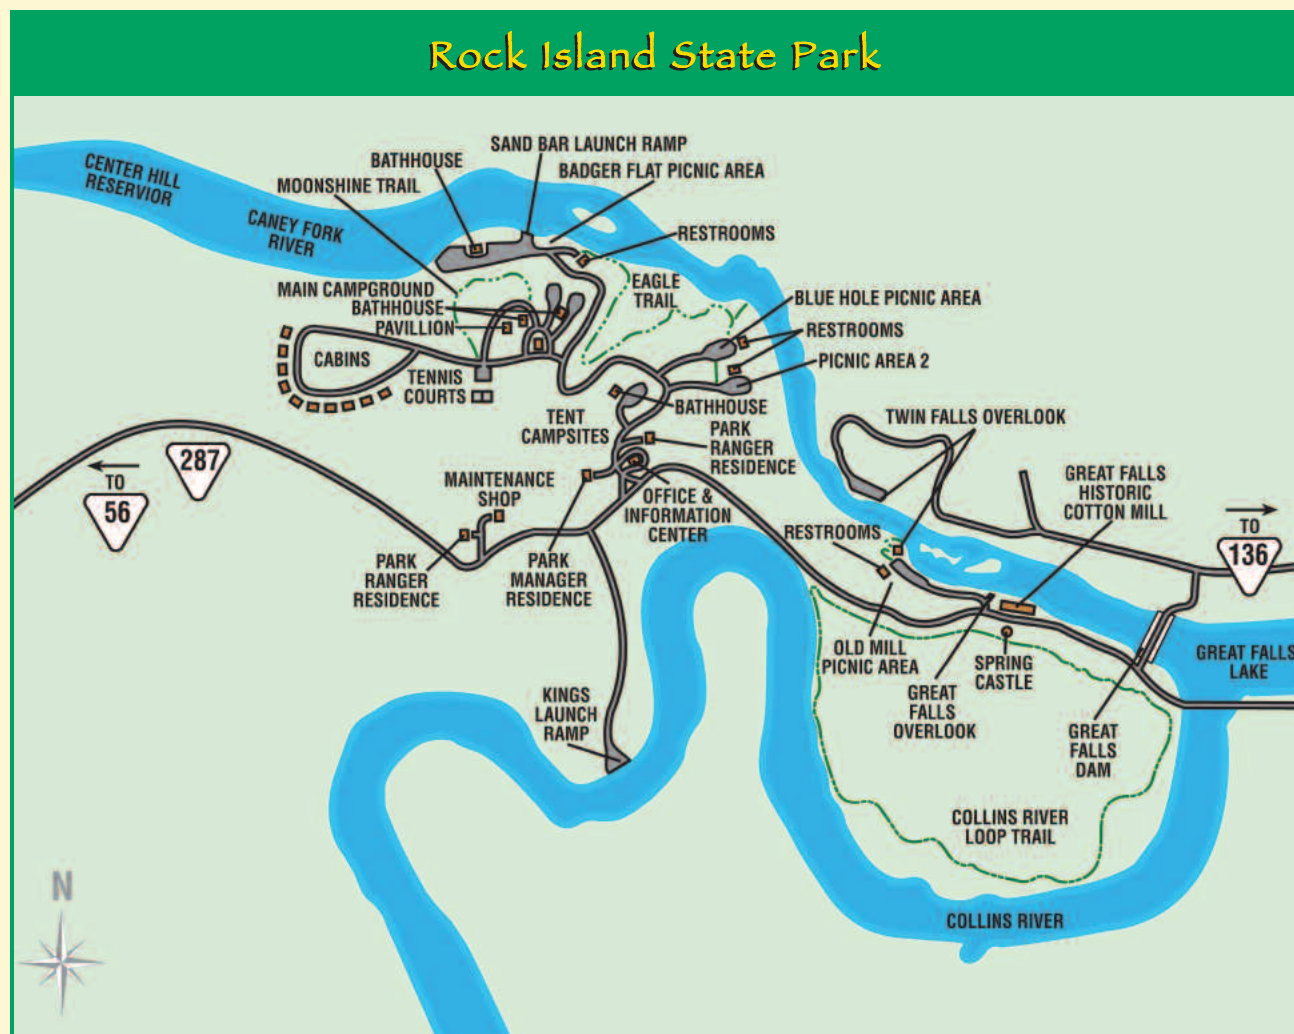 Rock Island State Park
SAND BAR LAUNCH RAMP
BATHHOUSE
BADGER FLAT PICNIC AREA
MOONSHINE TRAIL
CENTER HILL
RESERVIOR
CANEY FORK
RIVER
RESTROOMS
EAGLE
TRAIL
MAIN CAMPGROUND
BATHHOUSE
PAVILLION
BLUE HOLE PICNIC AREA
RESTROOMS
PICNIC AREA 2
CABINS
TENNIS
COURTS
BATHHOUSE
TENT
CAMPSITES
PARK
RANGER
RESIDENCE
TWIN FALLS OVERLOOK
287
TO
56
MAINTENANCE
SHOP
OFFICE &
INFORMATION
CENTER
GREAT FALLS
HISTORIC
COTTON MILL
RESTROOMS
TO
136
PARK
RANGER
RESIDENCE
PARK
MANAGER
RESIDENCE
OLD MILL
PICNIC AREA
SPRING
CASTLE
GREAT FALLS
LAKE
GREAT
FALLS
OVERLOOK
KINGS
LAUNCH
RAMP
GREAT
FALLS
DAM
COLLINS RIVER
LOOP TRAIL
COLLINS RIVER
N